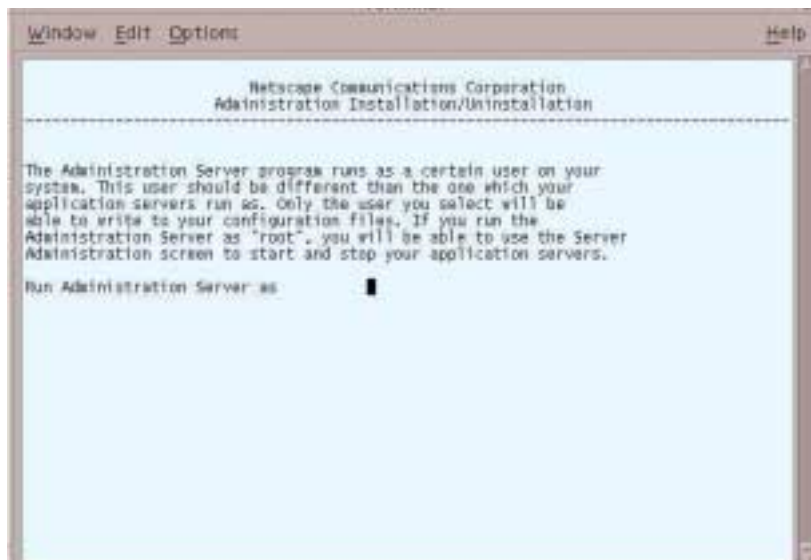 Window Edit Options Help
Netscape Communications Corporation
Administration Installation/Uninstallation
The Administration Server program runs as a certain user on your
system. This user should be different than the one which your
application servers run as. Only the user you select will be
able to write to your configuration files. If you run the
Administration Server as "root", you will be able to use the Server
Administration screen to start and stop your application servers.
Run Administration Server as